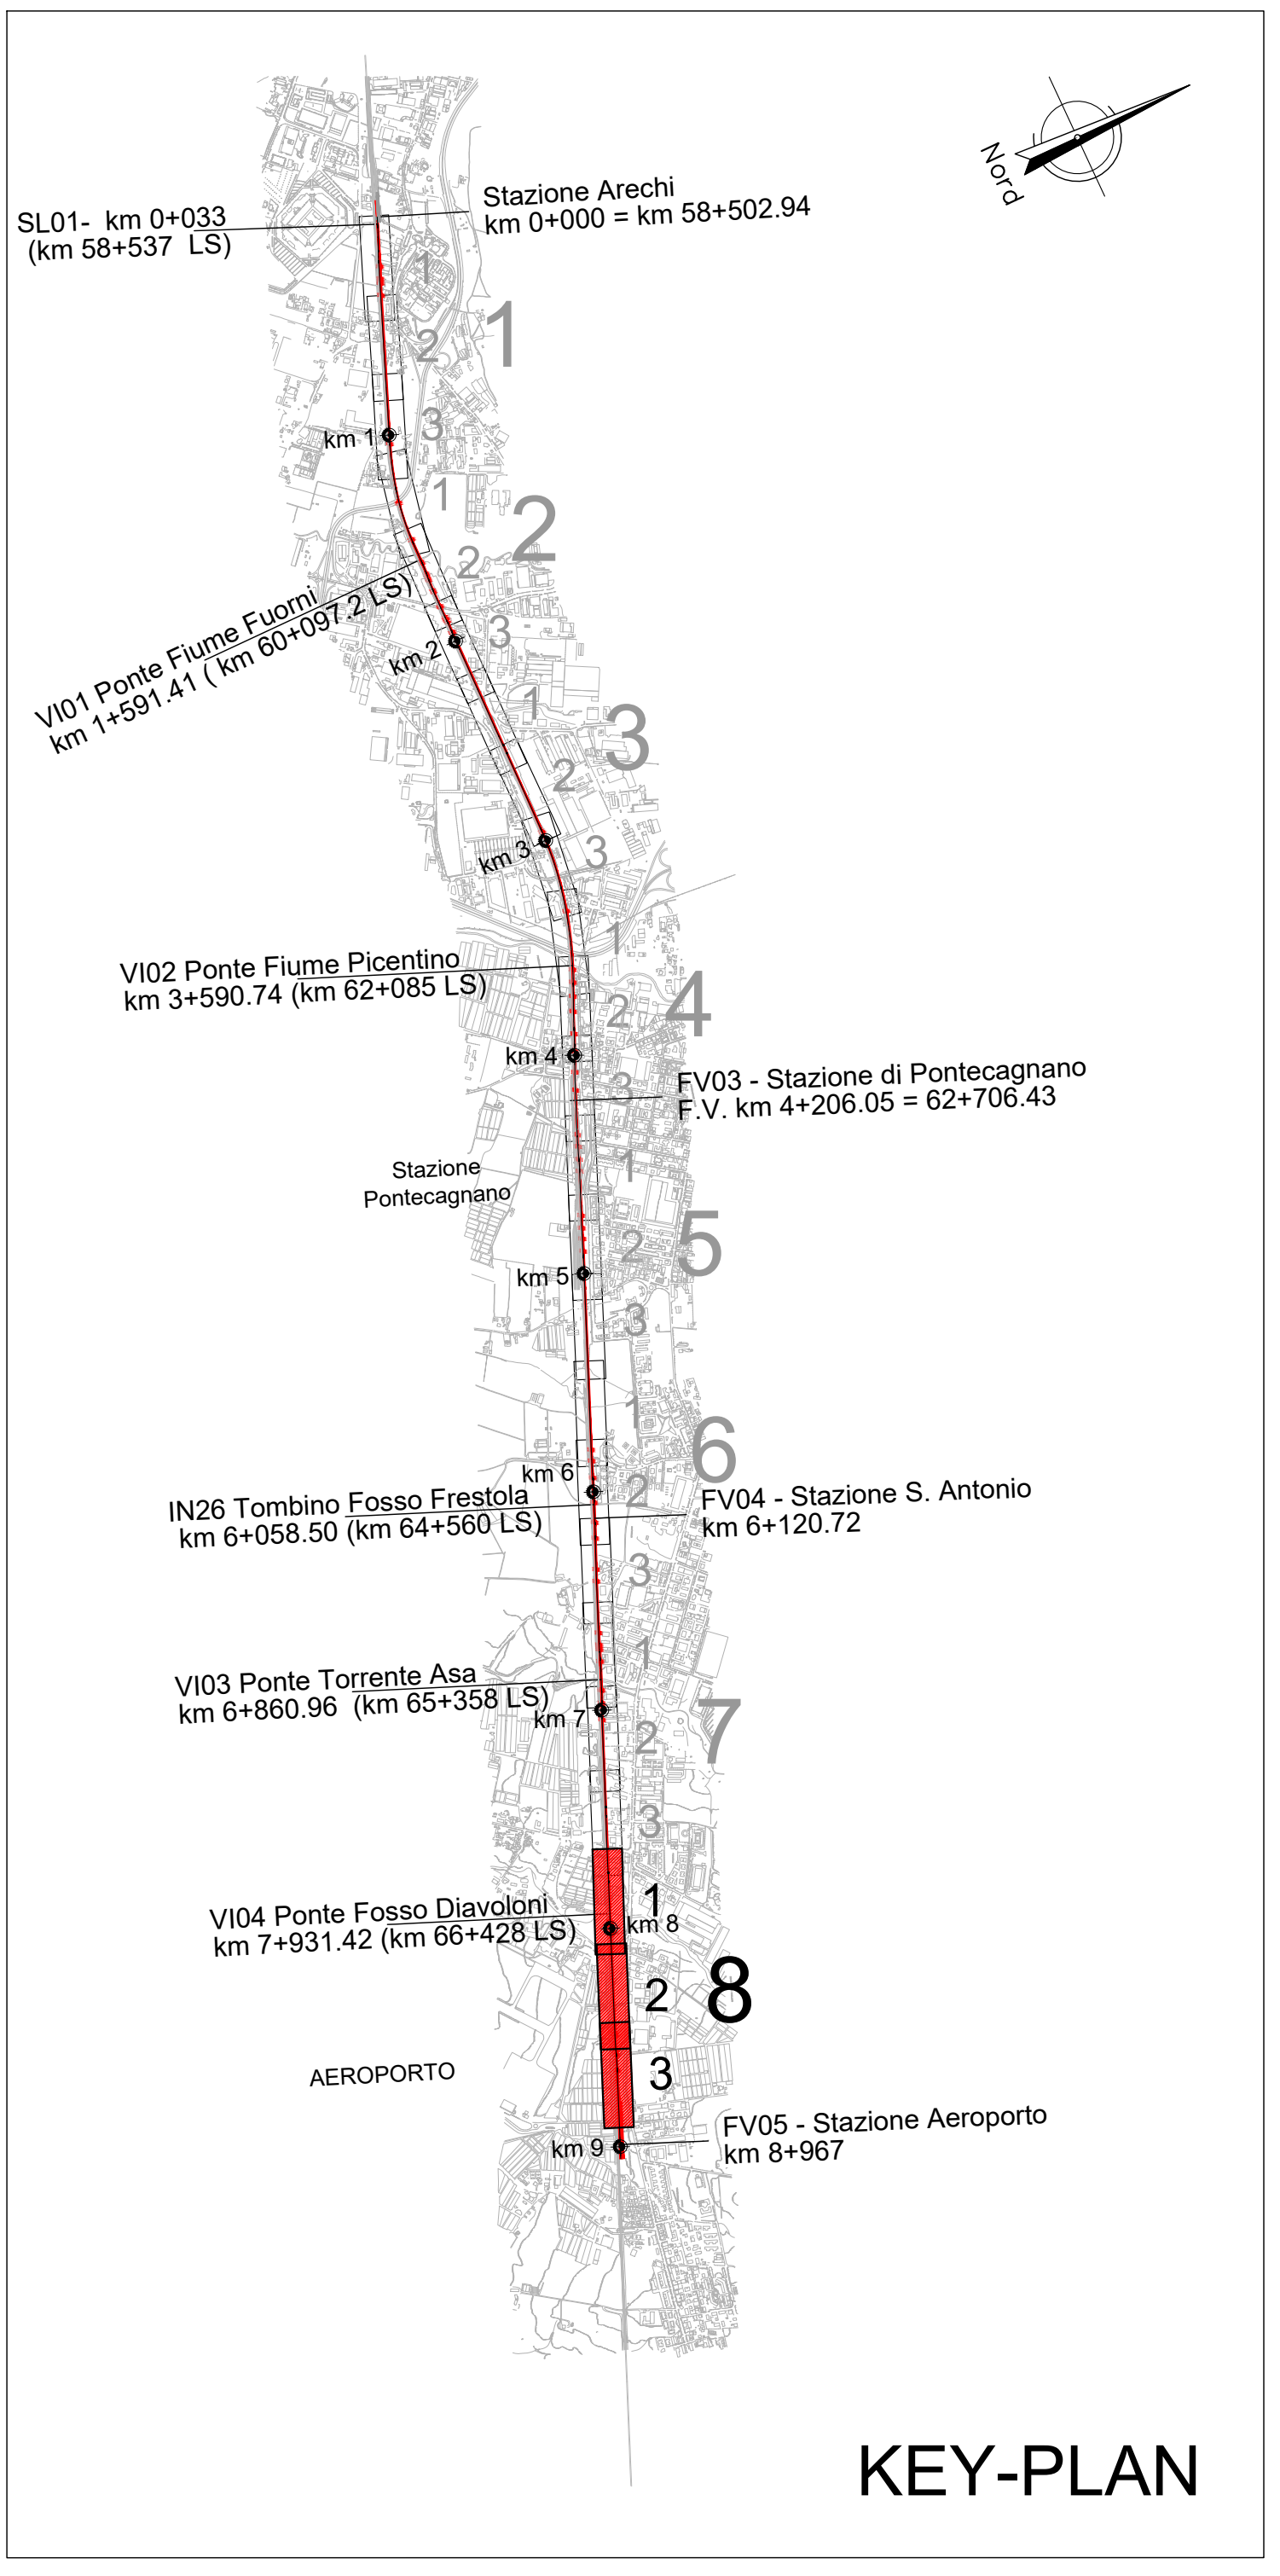 Nord
Stazione Arechi
km 0+000 = km 58+502.94
SL01-  km 0+033
(km 58+537  LS)
1
2
3
1
km 1
1
2
3
2
VI01 Ponte Fiume Fuorni
km 1+591.41 ( km 60+097.2 LS)
km 2
1
2
3
3
km 3
VI02 Ponte Fiume Picentino
km 3+590.74 (km 62+085 LS)
1
2
3
4
km 4
FV03 - Stazione di Pontecagnano
F.V. km 4+206.05 = 62+706.43
Stazione
Pontecagnano
1
2
3
5
km 5
1
2
3
6
km 6
IN26 Tombino Fosso Frestola
km 6+058.50 (km 64+560 LS)
FV04 - Stazione S. Antonio
km 6+120.72
VI03 Ponte Torrente Asa
km 6+860.96  (km 65+358 LS)
km 7
1
2
3
7
VI04 Ponte Fosso Diavoloni
km 7+931.42 (km 66+428 LS)
km 8
1
2
3
8
AEROPORTO
km 9
FV05 - Stazione Aeroporto
km 8+967
KEY-PLAN